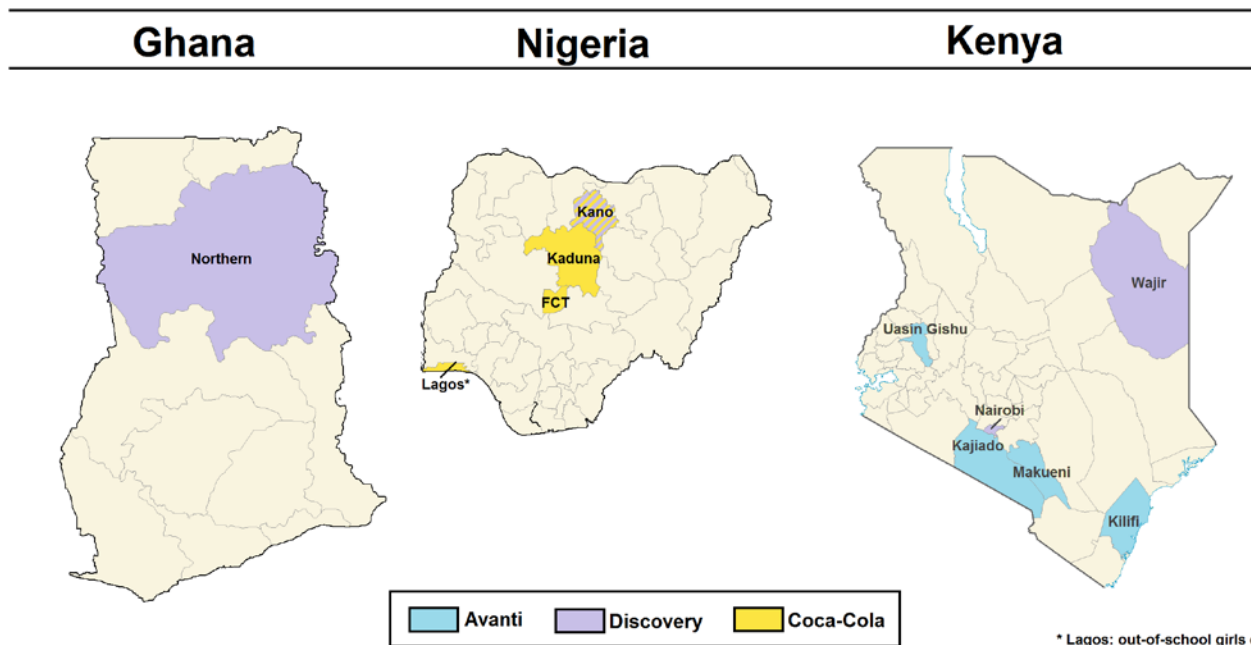 Ghana
Nigeria
Kenya
Northern
Kano
Kaduna
FCT
Lagos*
Wajir
Uasin Gishu
Nairobi
Kajiado
Makueni
Kilifi
Avanti
Discovery
Coca-Cola
* Lagos: out-of-school girls